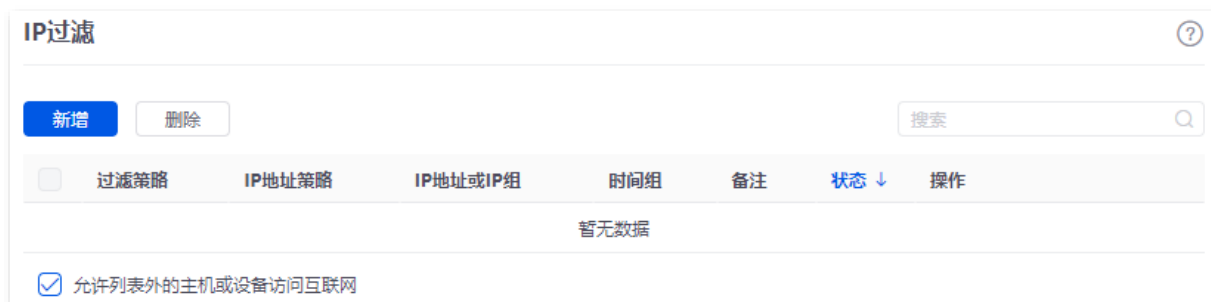 IP过滤
新增 删除 搜索
过滤策略 IP地址策略 IP地址或IP组 时间组 备注 状态 ↓ 操作
暂无数据
允许列表外的主机或设备访问互联网